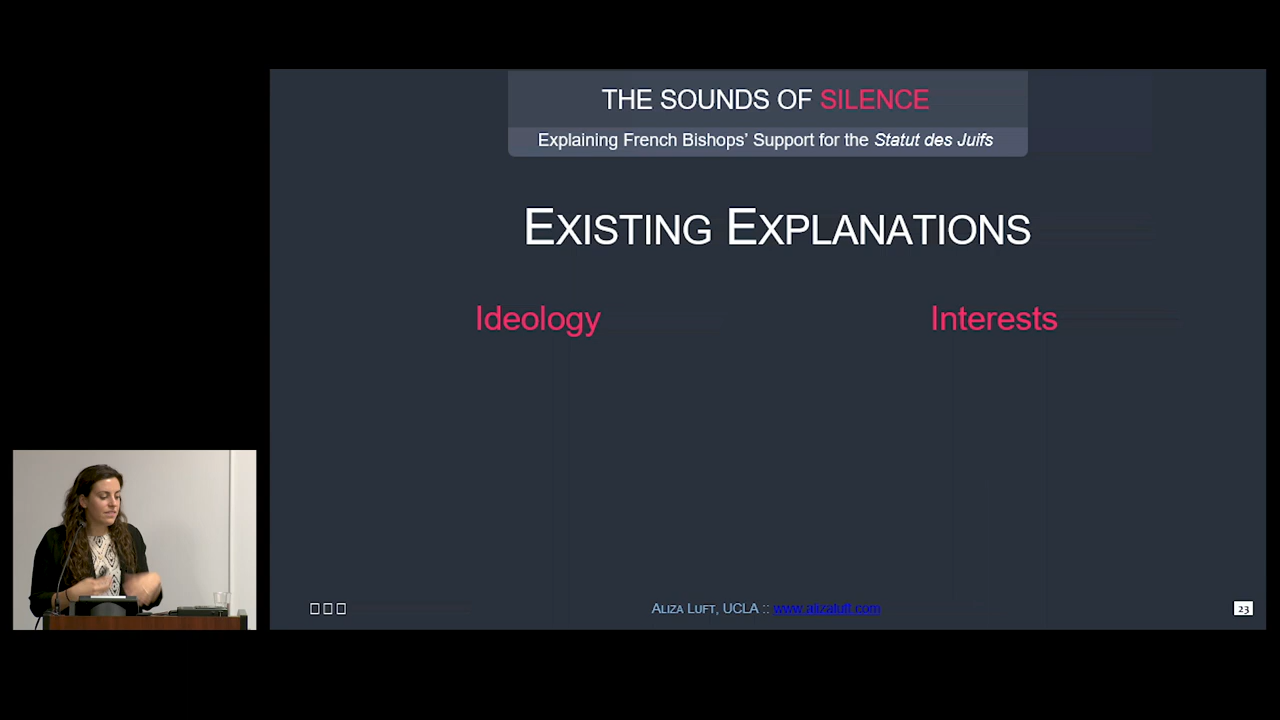 THE SOUNDS OF SILENCE
Explaining French Bishops' Support for the Statut des Juifs
EXISTING EXPLANATIONS
Ideology
Interests
ALIZA LUFT, UCLA :: www.alizaluft.com
23